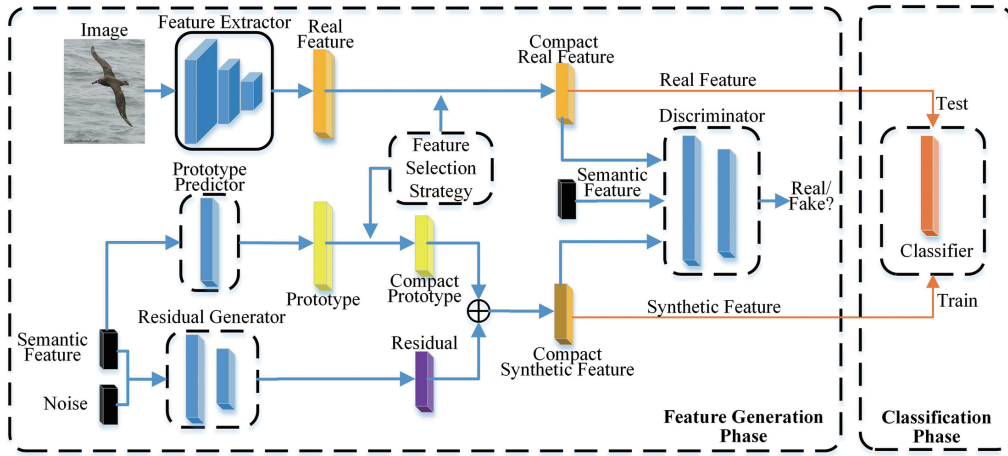 Image
Feature Extractor
Real
Feature
Compact
Real Feature
Real Feature
Test
Discriminator
Feature
Selection
Strategy
Semantic
Feature
Real/
Fake?
Classifier
Prototype
Predictor
Prototype
Compact
Prototype
Synthetic Feature
Train
Semantic
Feature
Residual Generator
Residual
Compact
Synthetic Feature
Noise
Feature Generation
Phase
Classification
Phase